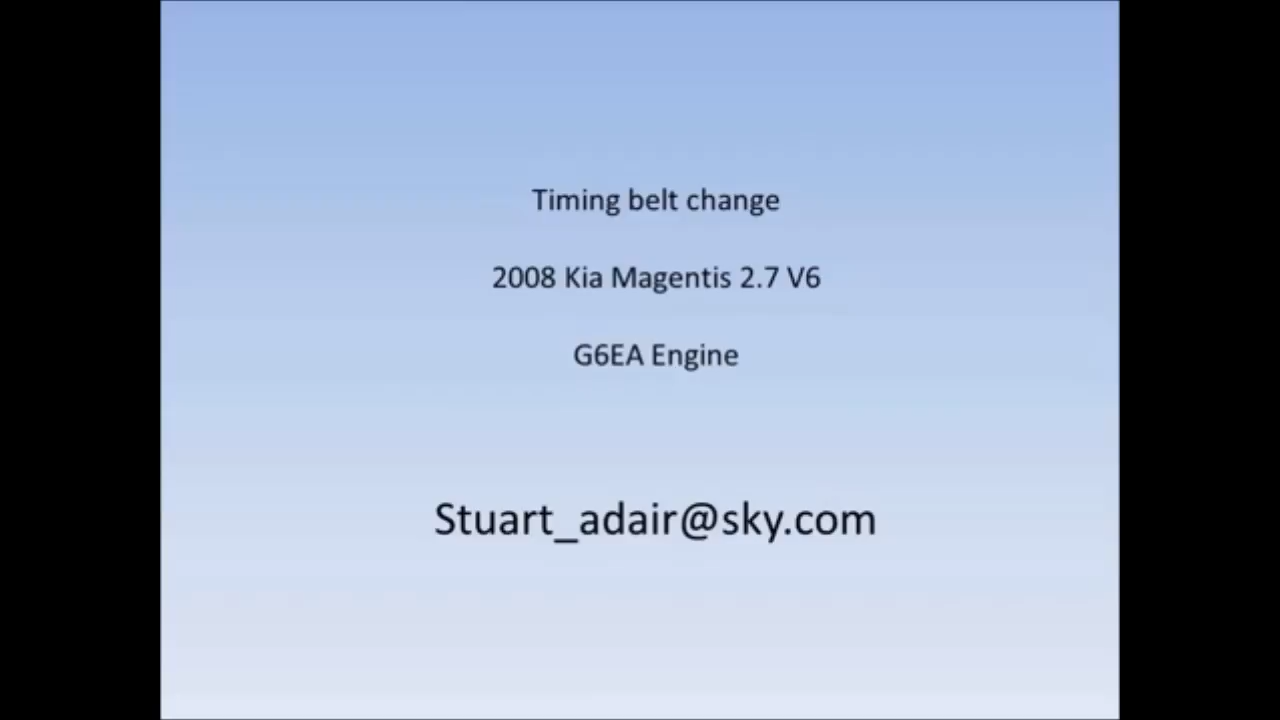 Timing belt change
2008 Kia Magentis 2.7 V6
G6EA Engine
Stuart_adair@sky.com